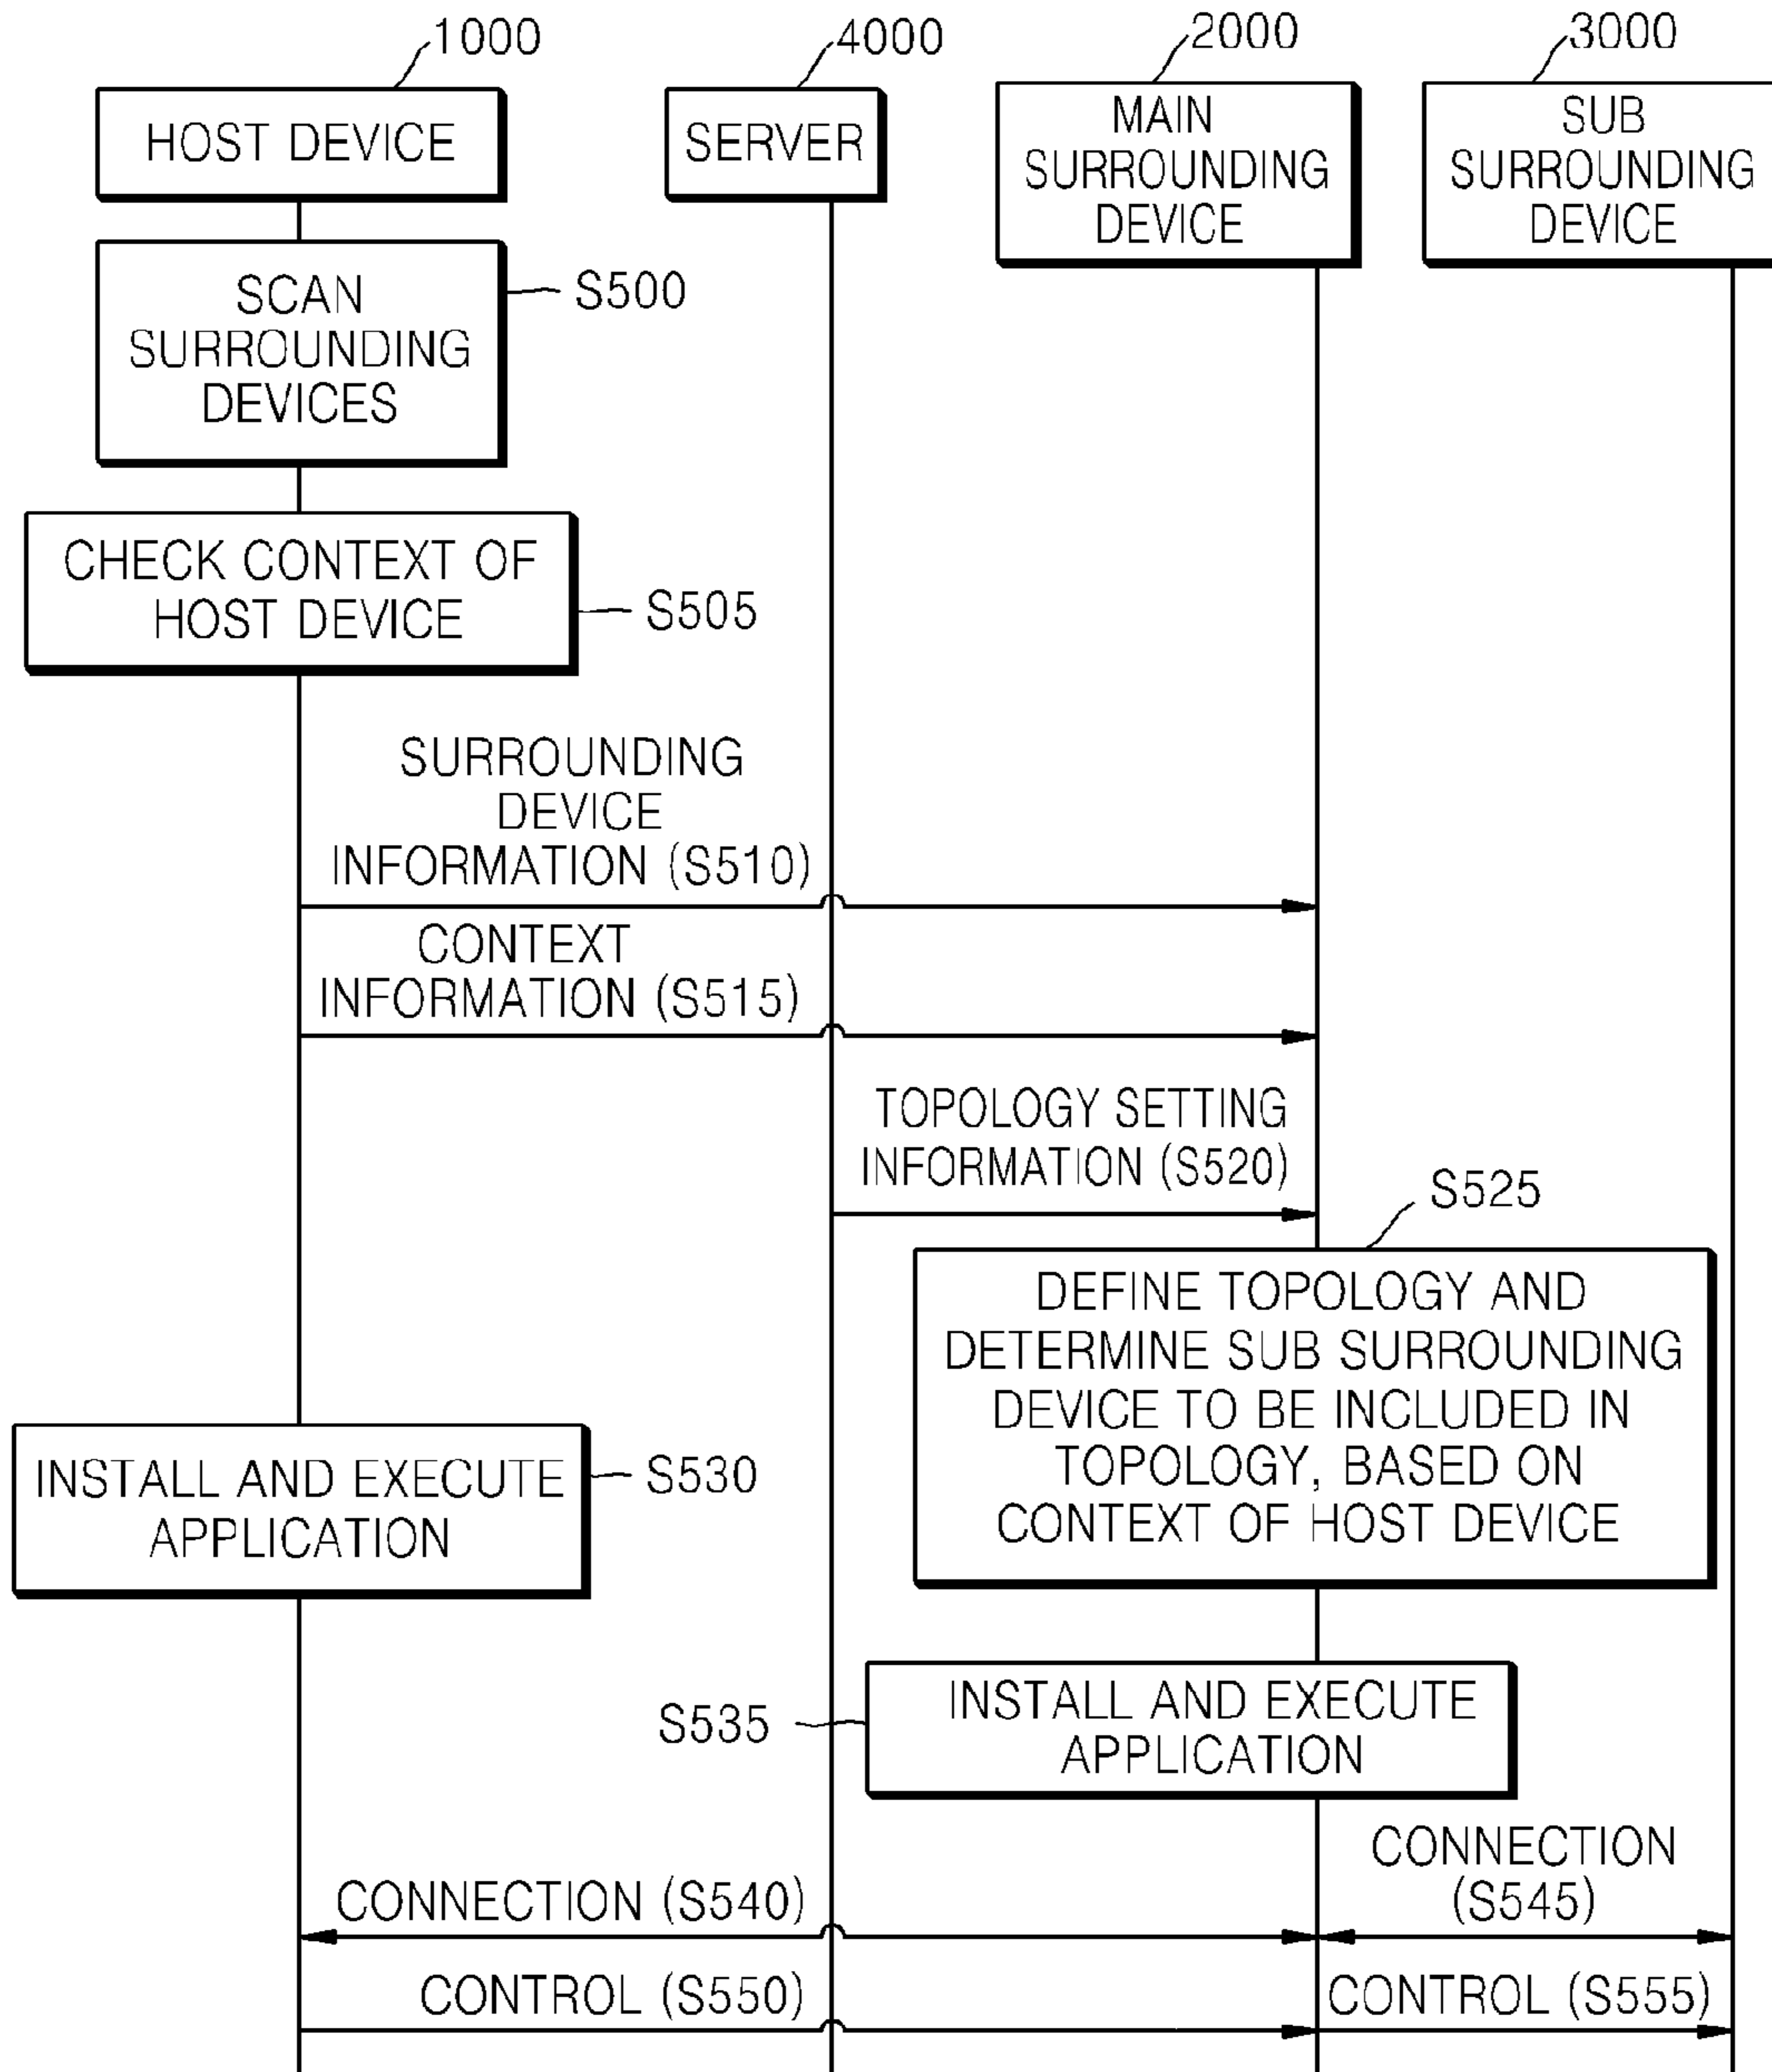 1000
4000
2000
3000
HOST DEVICE
SERVER
MAIN
SURROUNDING
DEVICE
SUB
SURROUNDING
DEVICE
SCAN
SURROUNDING
DEVICES
S500
CHECK CONTEXT OF
HOST DEVICE
S505
SURROUNDING
DEVICE
INFORMATION (S510)
CONTEXT
INFORMATION (S515)
TOPOLOGY SETTING
INFORMATION (S520)
S525
DEFINE TOPOLOGY AND
DETERMINE SUB SURROUNDING
DEVICE TO BE INCLUDED IN
TOPOLOGY, BASED ON
CONTEXT OF HOST DEVICE
INSTALL AND EXECUTE
APPLICATION
S530
S535
INSTALL AND EXECUTE
APPLICATION
CONNECTION (S540)
CONNECTION
(S545)
CONTROL (S550)
CONTROL (S555)